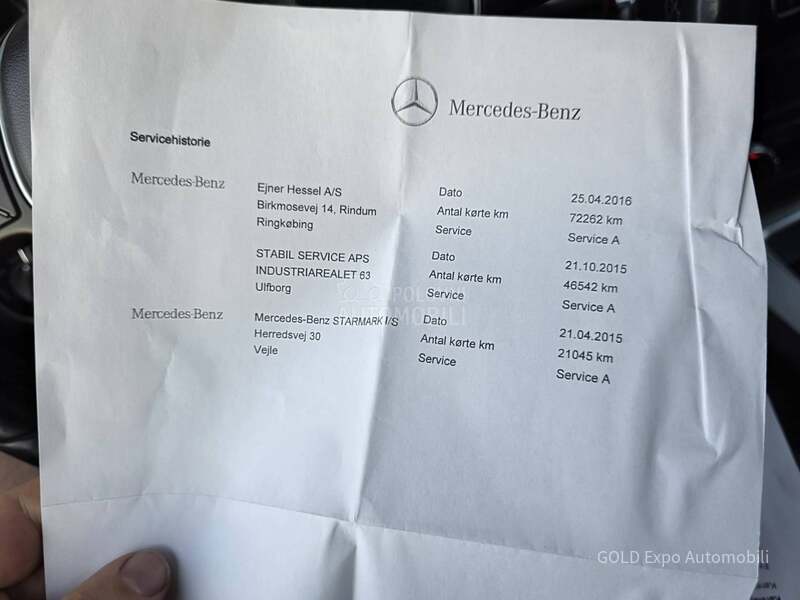 Mercedes-Benz
Servicehistorie
Mercedes-Benz
Ejner Hessel A/S
Birkmosevej 14, Rindum
Ringkøbing
Dato
25.04.2016
Antal kørte km
72262 km
Service
Service A
STABIL SERVICE APS
INDUSTRIAREALET 63
Ulfborg
Dato
21.10.2015
Antal kørte km
46542 km
Service
Service A
Mercedes-Benz
Mercedes-Benz STARMARK I/S
Herredsvej 30
Vejle
Dato
21.04.2015
Antal kørte km
21045 km
Service
Service A
GOLD Expo Automobili